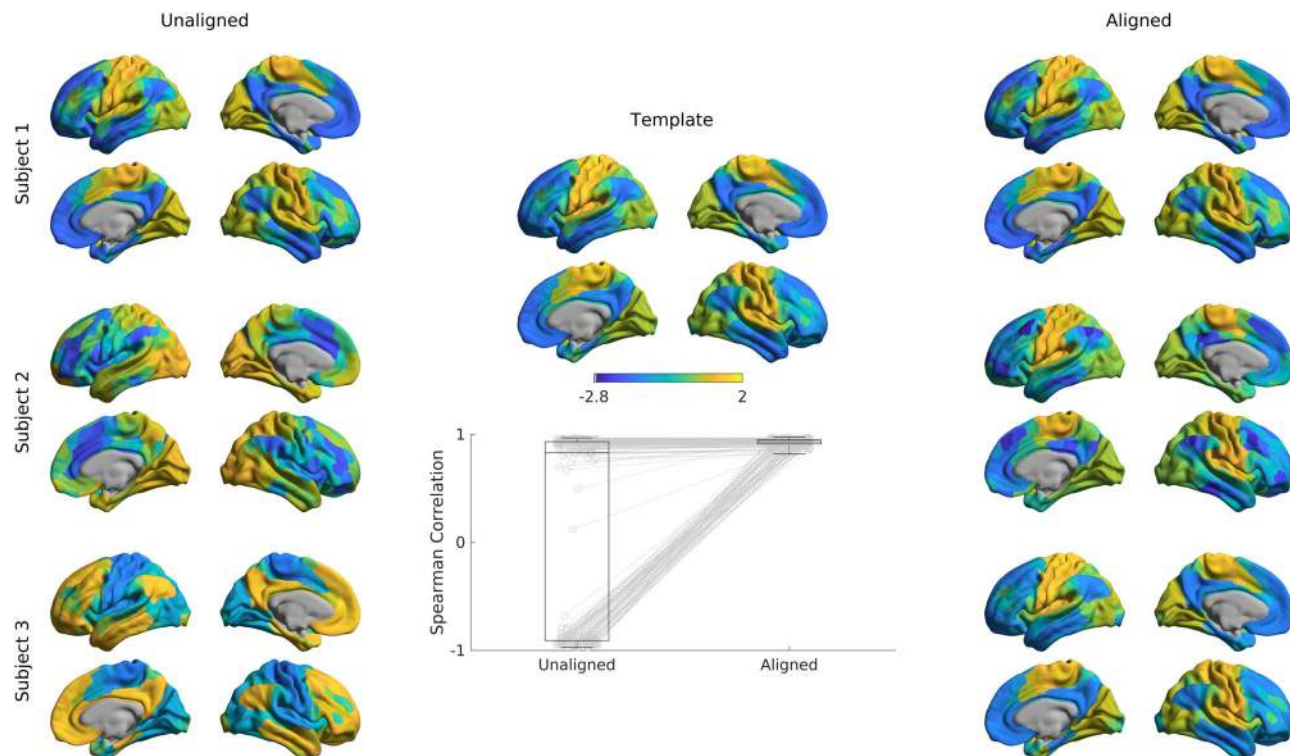 Unaligned
Aligned
Template
Subject 1
Subject 2
Subject 3
-2.8
2
1
0
-1
Spearman Correlation
Unaligned
Aligned